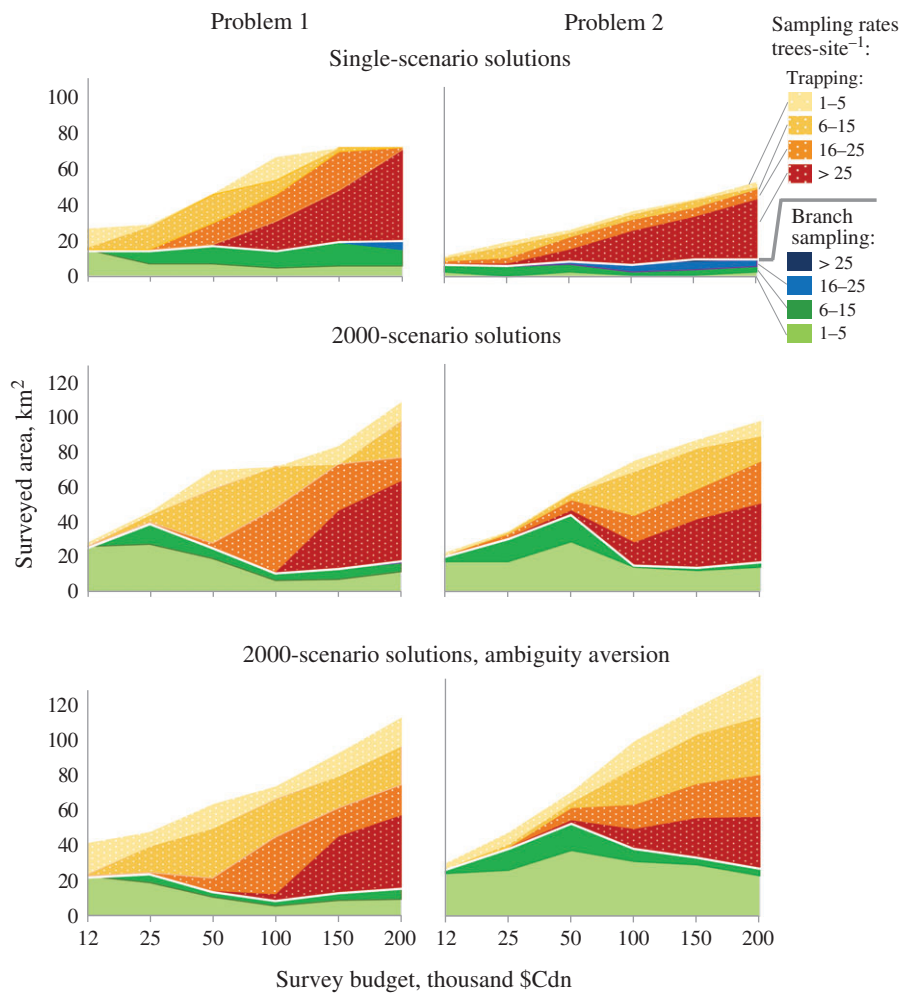 Problem 1
Problem 2
Sampling rates
trees-site⁻¹:
Single-scenario solutions
Trapping:
1–5
6–15
16–25
> 25
Branch
sampling:
> 25
16–25
6–15
1–5
100
80
60
40
20
0
2000-scenario solutions
Surveyed area, km²
120
100
80
60
40
20
0
2000-scenario solutions, ambiguity aversion
120
100
80
60
40
20
0
12 25 50 100 150 200
12 25 50 100 150 200
Survey budget, thousand $Cdn